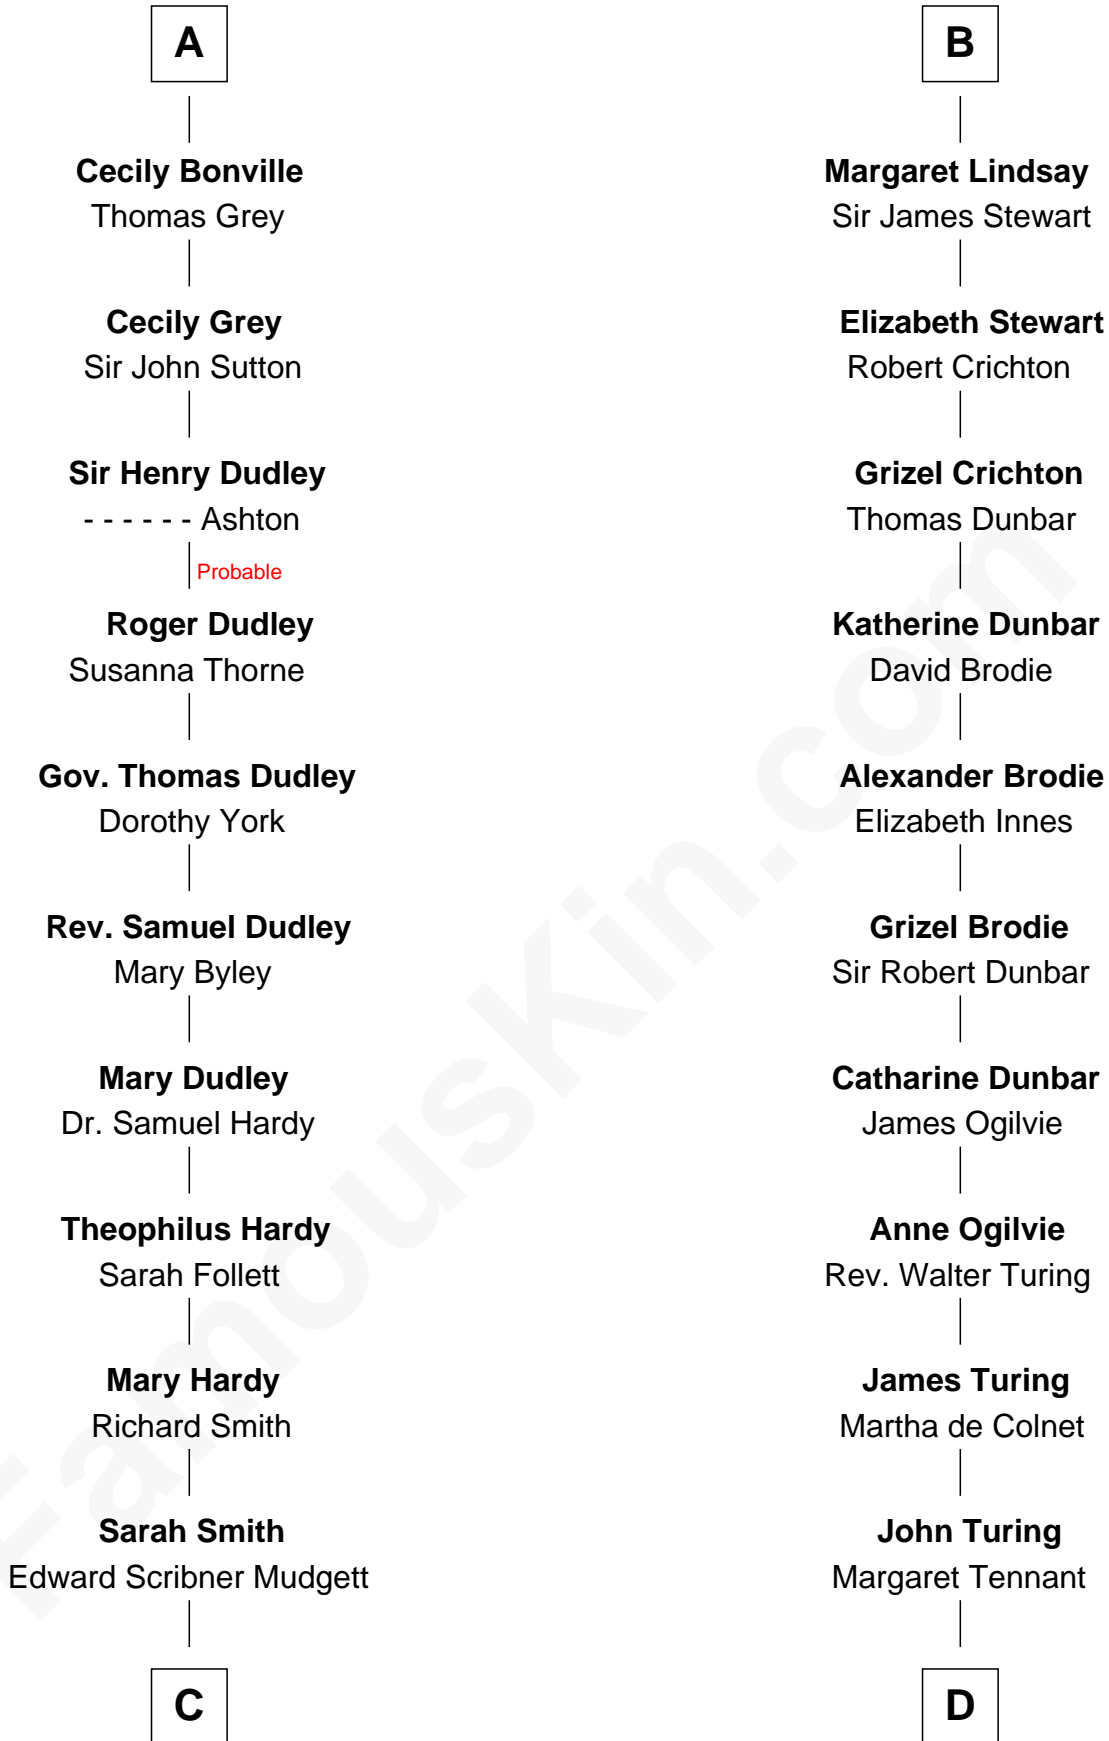 A
Cecily Bonville
Thomas Grey
Cecily Grey
Sir John Sutton
Sir Henry Dudley
- - - - - - Ashton
Probable
Roger Dudley
Susanna Thorne
Gov. Thomas Dudley
Dorothy York
Rev. Samuel Dudley
Mary Byley
Mary Dudley
Dr. Samuel Hardy
Theophilus Hardy
Sarah Follett
Mary Hardy
Richard Smith
Sarah Smith
Edward Scribner Mudgett
C
B
Margaret Lindsay
Sir James Stewart
Elizabeth Stewart
Robert Crichton
Grizel Crichton
Thomas Dunbar
Katherine Dunbar
David Brodie
Alexander Brodie
Elizabeth Innes
Grizel Brodie
Sir Robert Dunbar
Catharine Dunbar
James Ogilvie
Anne Ogilvie
Rev. Walter Turing
James Turing
Martha de Colnet
John Turing
Margaret Tennant
D
FamousKin.com